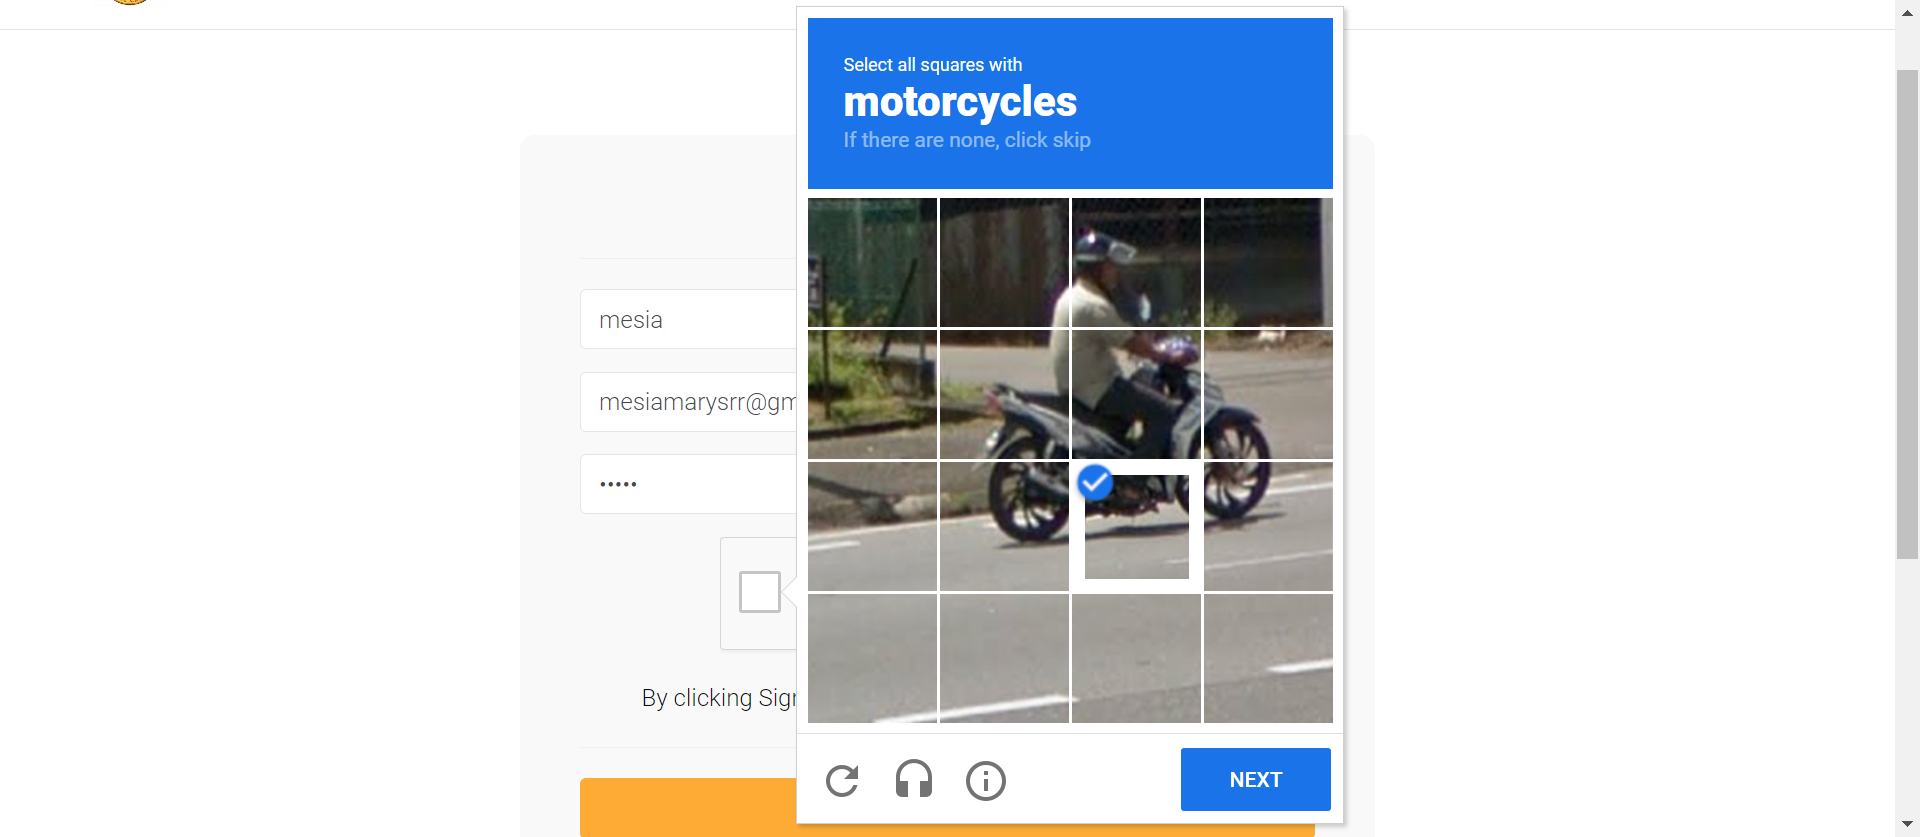 Select all squares with
motorcycles
If there are none, click skip
mesia
mesiamarysrr@gm
•••••
By clicking Sign
NEXT